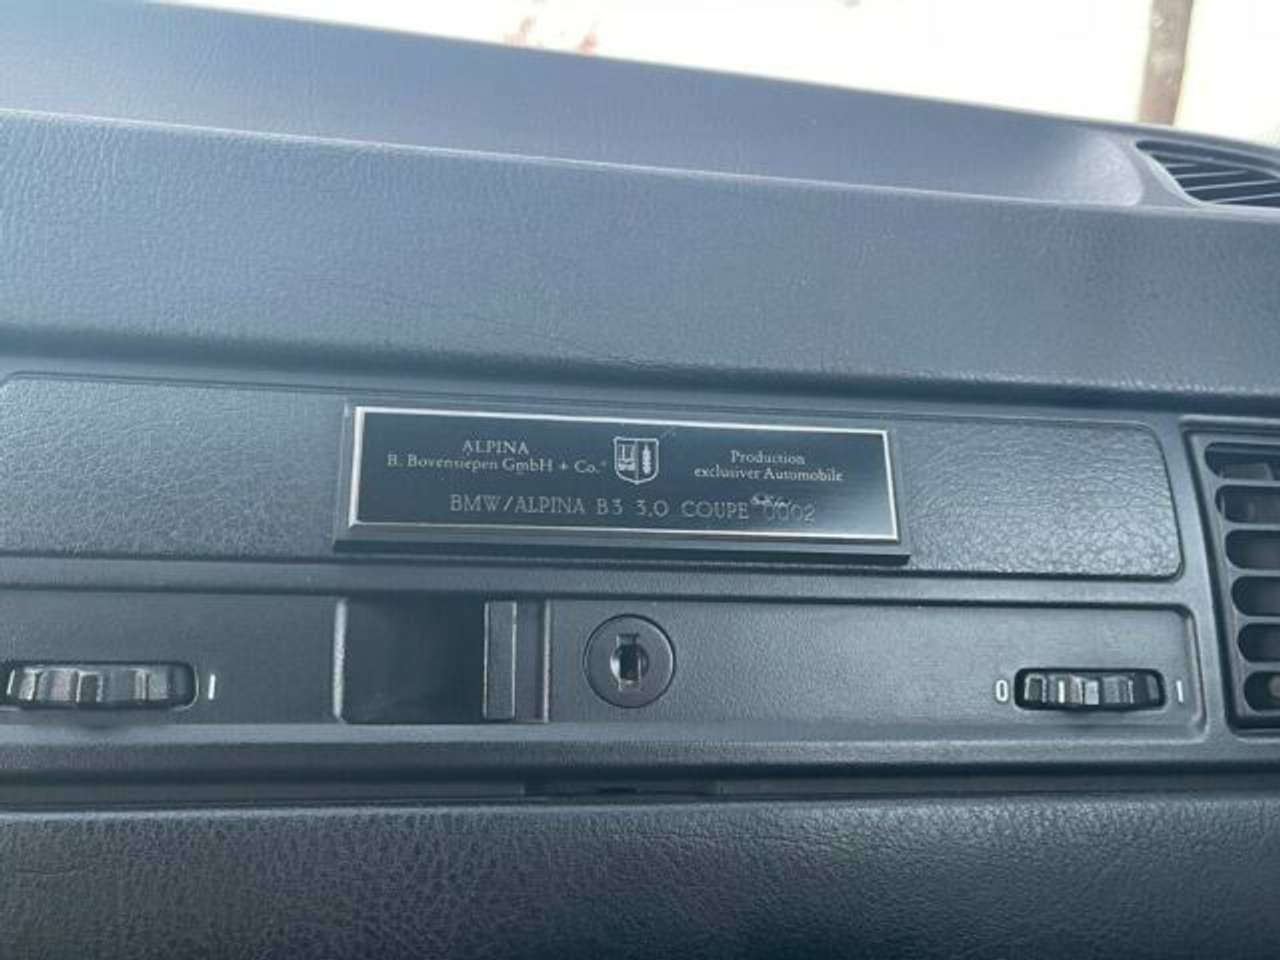 ALPINA
B. Bovensiepen GmbH + Co.
Production
exclusiver Automobile
BMW/ALPINA B3 3,0 COUPE 0002
I
0 I